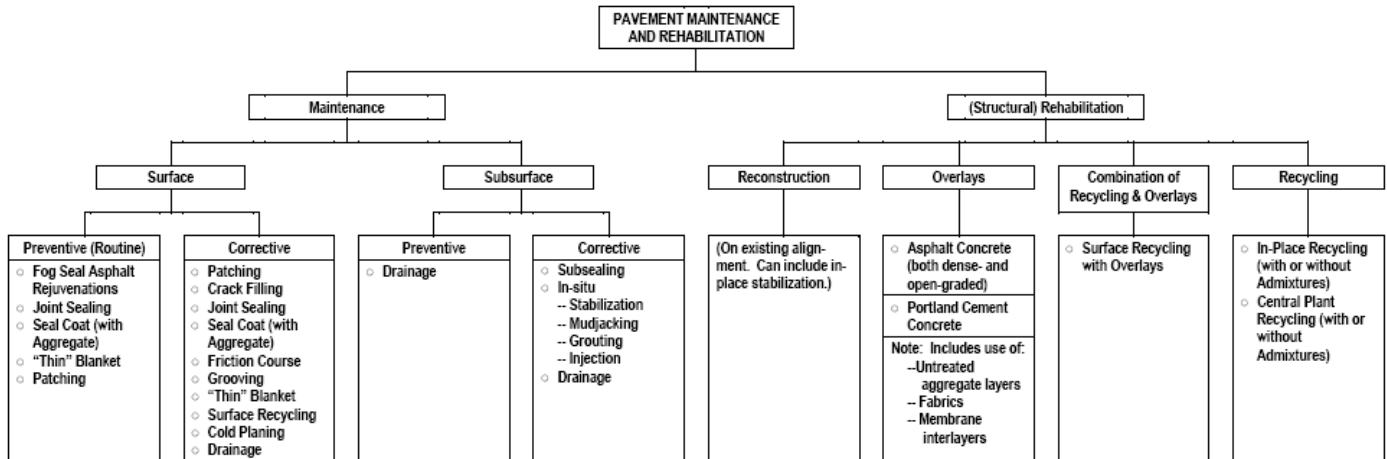 PAVEMENT MAINTENANCE
AND REHABILITATION
Maintenance
(Structural) Rehabilitation
Surface
Subsurface
Reconstruction
Overlays
Combination of
Recycling & Overlays
Recycling
Preventive (Routine)
○ Fog Seal Asphalt
Rejuvenations
○ Joint Sealing
○ Seal Coat (with
Aggregate)
○ “Thin” Blanket
○ Patching
Corrective
○ Patching
○ Crack Filling
○ Joint Sealing
○ Seal Coat (with
Aggregate)
○ Friction Course
○ Grooving
○ “Thin” Blanket
○ Surface Recycling
○ Cold Planing
○ Drainage
Preventive
○ Drainage
Corrective
○ Subsealing
○ In-situ
-- Stabilization
-- Mudjacking
-- Grouting
-- Injection
○ Drainage
(On existing align-
ment. Can include in-
place stabilization.)
○ Asphalt Concrete
(both dense- and
open-graded)
○ Portland Cement
Concrete
Note: Includes use of:
--Untreated
aggregate layers
-- Fabrics
-- Membrane
interlayers
○ Surface Recycling
with Overlays
○ In-Place Recycling
(with or without
Admixtures)
○ Central Plant
Recycling (with or
without
Admixtures)